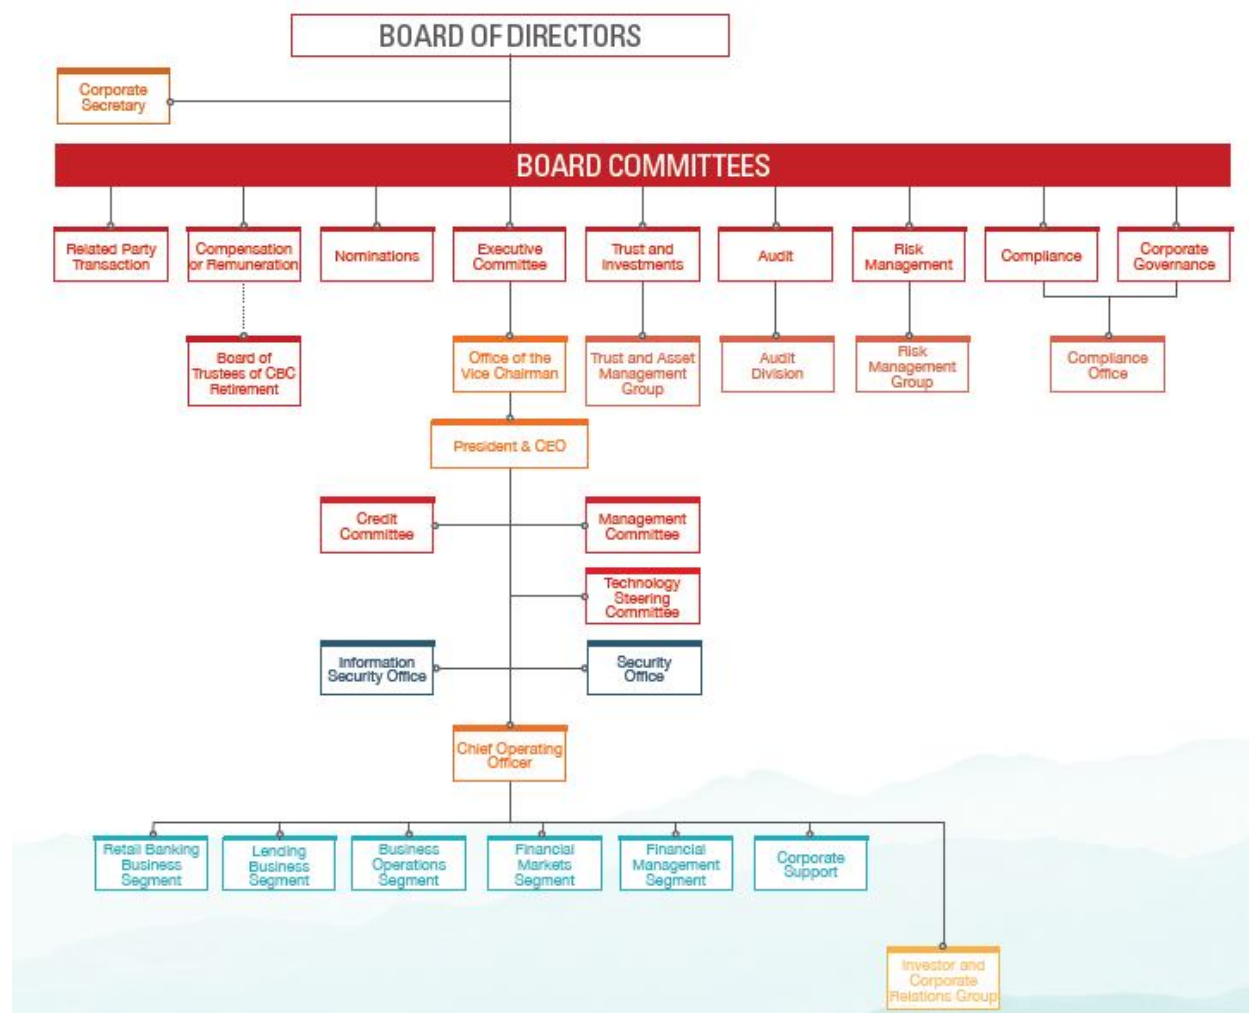 BOARD OF DIRECTORS
Corporate
Secretary
BOARD COMMITTEES
Related Party
Transaction
Compensation
or Remuneration
Nominations
Executive
Committee
Trust and
Investments
Audit
Risk
Management
Compliance
Corporate
Governance
Board of
Trustees of CBC
Retirement
Office of the
Vice Chairman
Trust and Asset
Management
Group
Audit
Division
Risk
Management
Group
Compliance
Office
President & CEO
Credit
Committee
Management
Committee
Technology
Steering
Committee
Information
Security Office
Security
Office
Chief Operating
Officer
Retail Banking
Business
Segment
Lending
Business
Segment
Business
Operations
Segment
Financial
Markets
Segment
Financial
Management
Segment
Corporate
Support
Investor and
Corporate
Relations Group